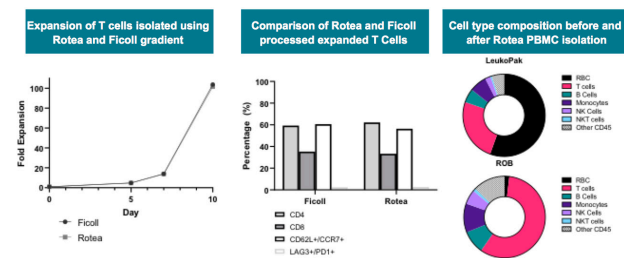 Expansion of T cells isolated using
Rotea and Ficoll gradient
100
80
60
40
20
0
Fold Expansion
0
5
10
Day
Ficoll
Rotea
Comparison of Rotea and Ficoll
processed expanded T Cells
100
80
60
40
20
0
Percentage (%)
Ficoll
Rotea
CD4
CD8
CD62L+/CCR7+
LAG3+/PD1+
Cell type composition before and
after Rotea PBMC isolation
LeukoPak
RBC
T cells
B Cells
Monocytes
NK Cells
NKT cells
Other CD45
ROB
RBC
T cells
B Cells
Monocytes
NK Cells
NKT cells
Other CD45